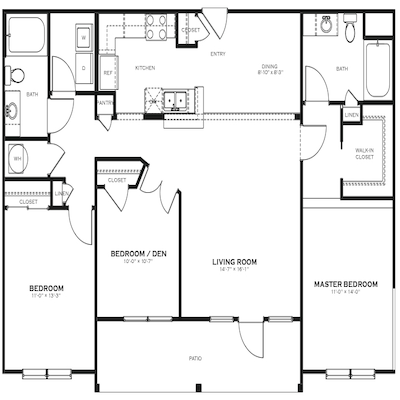 CLOSET
ENTRY
W
D
KITCHEN
REF
DINING
8'-10" x 8'-3"
BATH
BATH
PANTRY
LINEN
WH
WALK-IN
CLOSET
CLOSET
LINEN
CLOSET
BEDROOM / DEN
10'-0" × 10'-7"
LIVING ROOM
14'-7" × 16'-1"
MASTER BEDROOM
11'-0" × 14'-0"
BEDROOM
11'-0" × 13'-3"
PATIO